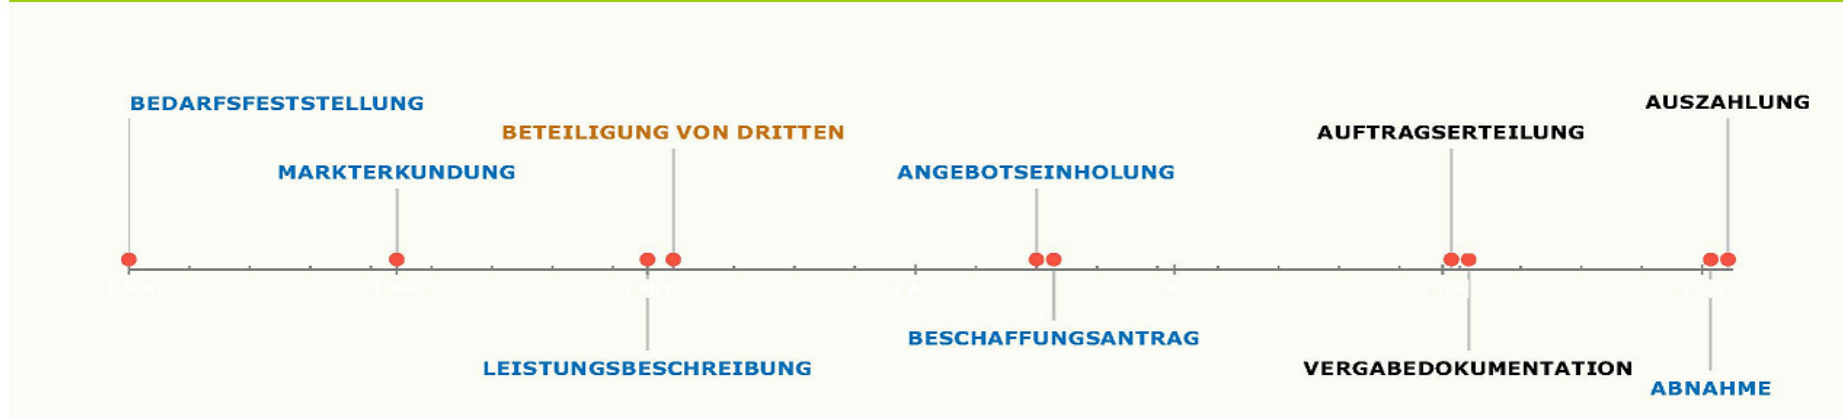 BEDARFSFESTSTELLUNG
AUSZAHLUNG
BETEILIGUNG VON DRITTEN
AUFTRAGSERTEILUNG
MARKTERKUNDUNG
ANGEBOTSEINHOLUNG
BESCHAFFUNGSANTRAG
LEISTUNGSBESCHREIBUNG
VERGABEDOKUMENTATION
ABNAHME